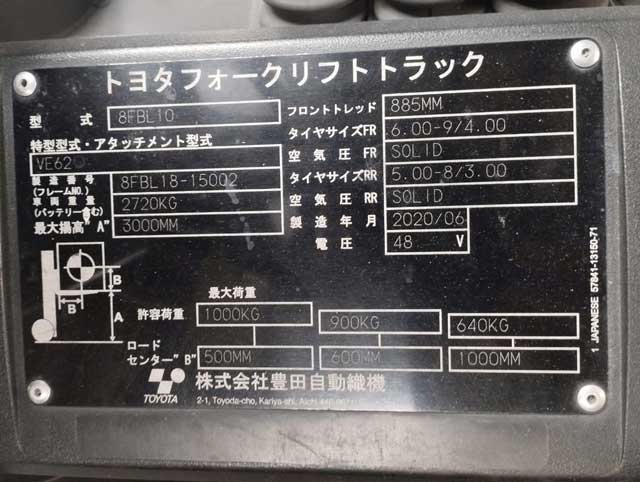 トヨタフォークリフトトラック
型式 8FBL10
特型型式・アタッチメント型式
VE62
製造番号 (フレームNO.) 8FBL18-15002
車両重量 (バッテリー含む) 2720KG
最大揚高"A" 3000MM
フロントトレッド 885MM
タイヤサイズFR 6.00-9/4.00
空気圧FR SOLID
タイヤサイズRR 5.00-8/3.00
空気圧RR SOLID
製造年月 2020/06
電圧 48 V
B
B
A
最大荷重
許容荷重 1000KG 900KG 640KG
ロードセンター"B" 500MM 600MM 1000MM
TOYOTA
株式会社豊田自動織機
2-1, Toyoda-cho, Kariya-shi, Aichi
1 JAPANESE 57841-13150-71